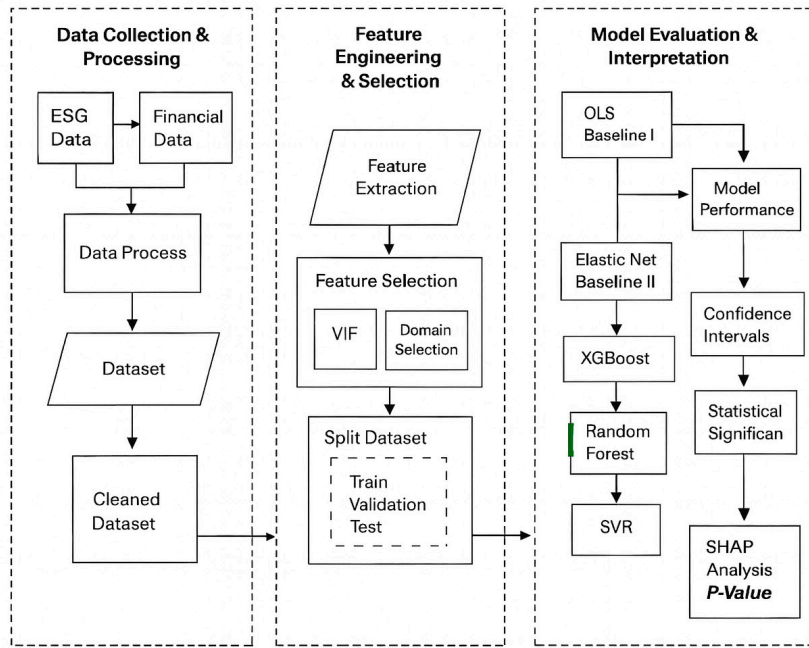 Data Collection &
Processing
ESG
Data
Financial
Data
Data Process
Dataset
Cleaned
Dataset
Feature
Engineering
& Selection
Feature
Extraction
Feature Selection
VIF
Domain
Selection
Split Dataset
Train
Validation
Test
Model Evaluation &
Interpretation
OLS
Baseline I
Elastic Net
Baseline II
XGBoost
Random
Forest
SVR
Model
Performance
Confidence
Intervals
Statistical
Significan
SHAP
Analysis
P-Value